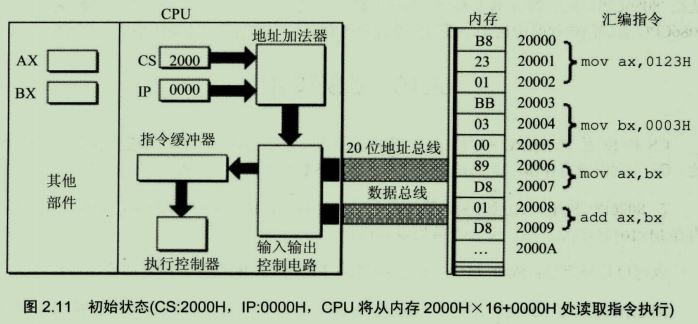 CPU
内存
汇编指令
地址加法器
AX
BX
CS 2000
IP 0000
指令缓冲器
20 位地址总线
数据总线
其他
部件
执行控制器
输入输出
控制电路
B8 20000
23 20001 mov ax,0123H
01 20002
BB 20003
03 20004 mov bx,0003H
00 20005
89 20006 mov ax,bx
D8 20007
01 20008 add ax,bx
D8 20009
… 2000A
图 2.11 初始状态(CS:2000H，IP:0000H，CPU 将从内存 2000H×16+0000H 处读取指令执行)